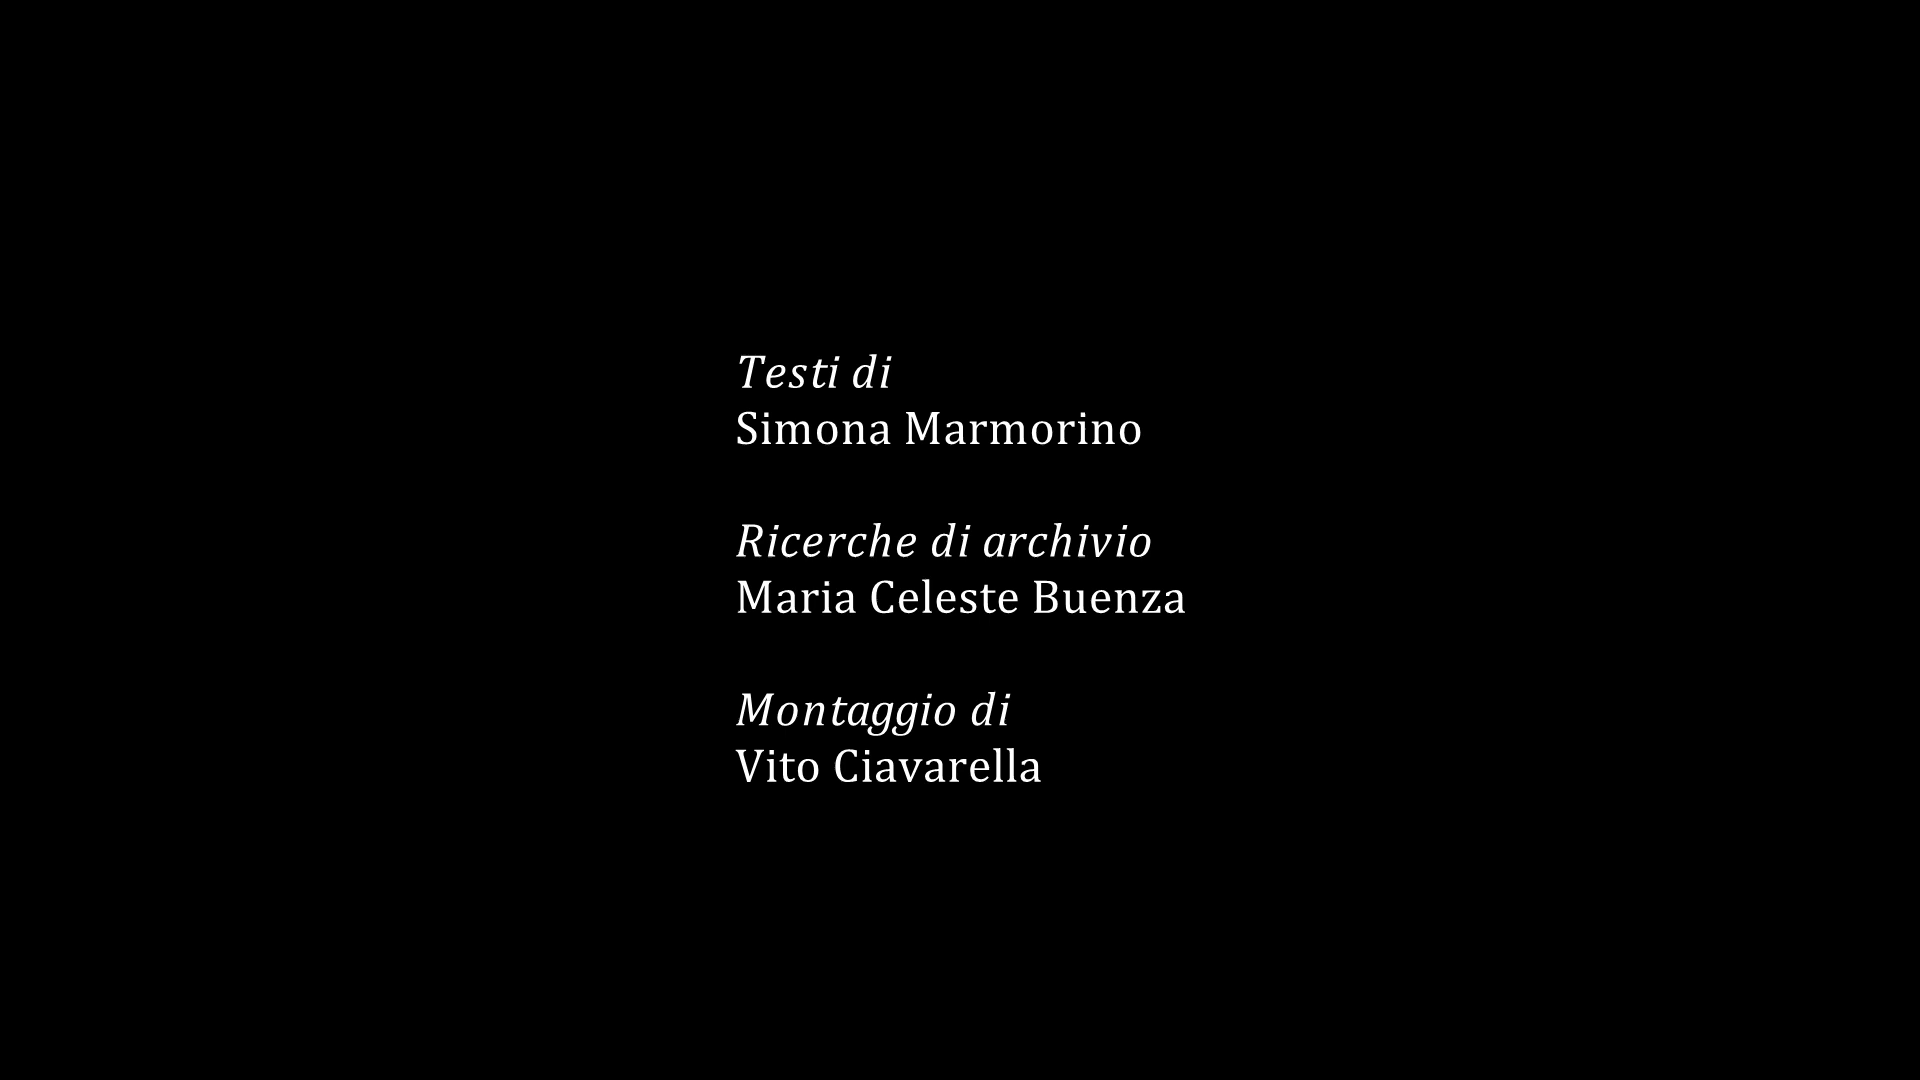 Testi di
Simona Marmorino
Ricerche di archivio
Maria Celeste Buenza
Montaggio di
Vito Ciavarella